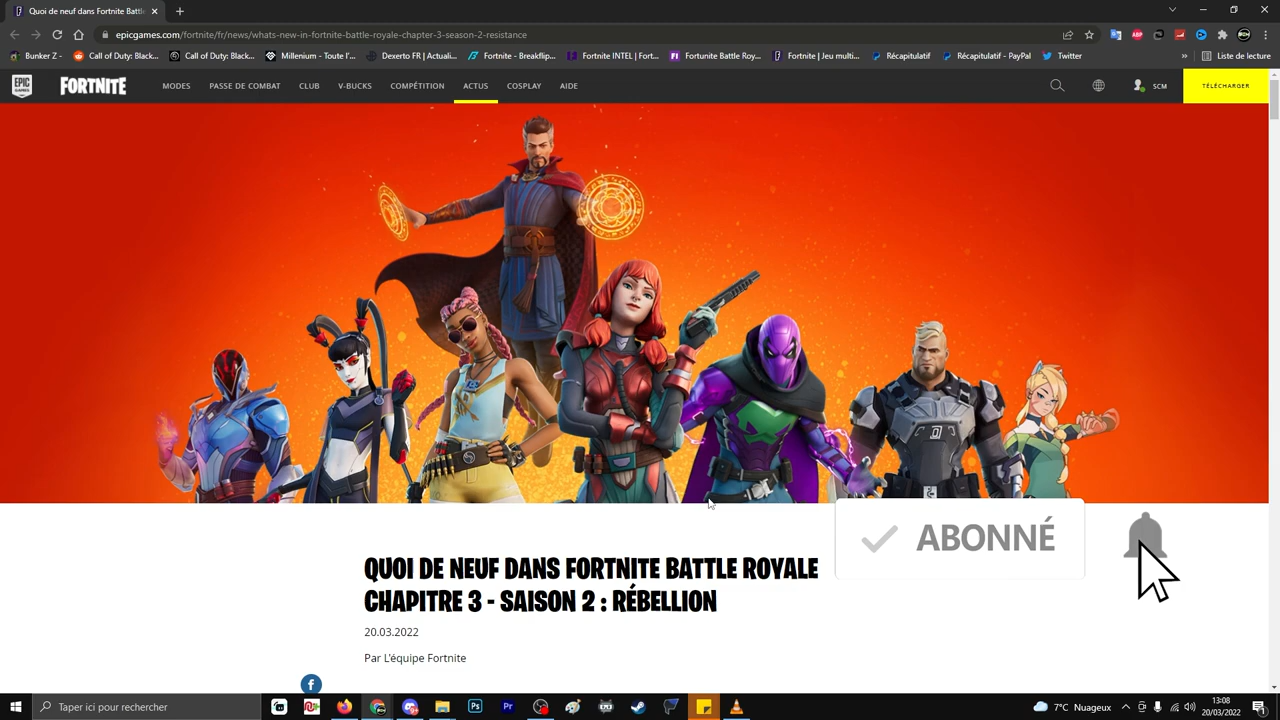 Quoi de neuf dans Fortnite Battl
epicgames.com/fortnite/fr/news/whats-new-in-fortnite-battle-royale-chapter-3-season-2-resistance
Bunker Z -
Call of Duty: Black...
Call of Duty: Black...
Millenium - Toute l'...
Dexerto FR | Actuali...
Fortnite - Breakflip...
Fortnite INTEL | Fort...
Fortunite Battle Roy...
Fortnite | Jeu multi...
Récapitulatif
Récapitulatif - PayPal
Twitter
»
Liste de lecture
EPIC GAMES
FORTNITE
MODES
PASSE DE COMBAT
CLUB
V-BUCKS
COMPÉTITION
ACTUS
COSPLAY
AIDE
SCM
TÉLÉCHARGER
ABONNÉ
QUOI DE NEUF DANS FORTNITE BATTLE ROYALE
CHAPITRE 3 - SAISON 2 : RÉBELLION
20.03.2022
Par L'équipe Fortnite
Taper ici pour rechercher
7°C Nuageux
13:08
20/03/2022